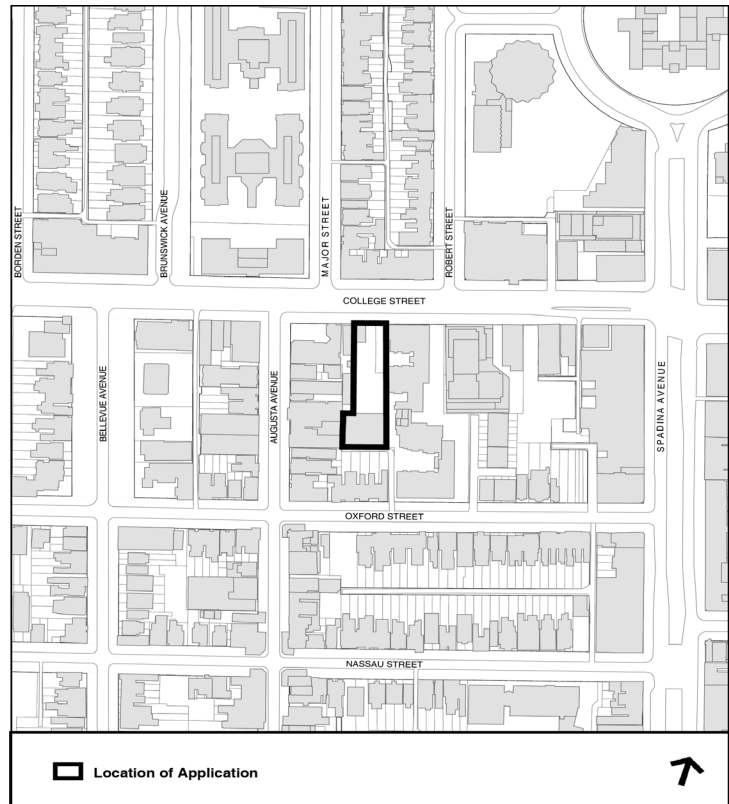 BORDEN STREET
BRUNSWICK AVENUE
MAJOR STREET
ROBERT STREET
COLLEGE STREET
BELLEVUE AVENUE
AUGUSTA AVENUE
SPADINA AVENUE
OXFORD STREET
NASSAU STREET
Location of Application